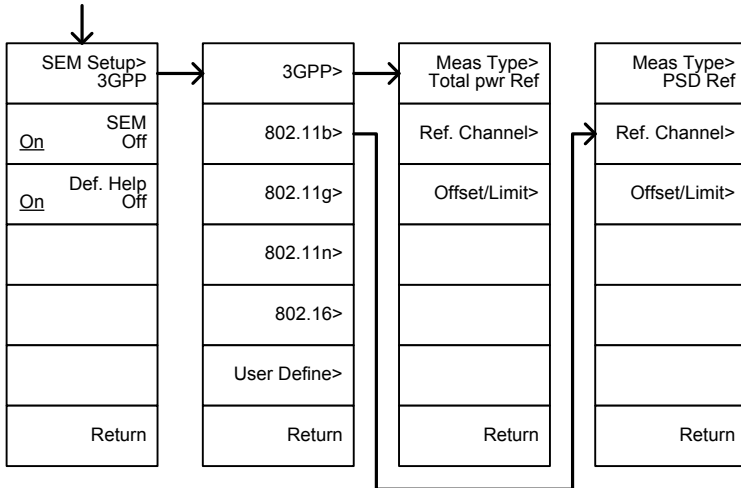 SEM Setup>
3GPP
SEM
On Off
Def. Help
On Off
Return
3GPP>
802.11b>
802.11g>
802.11n>
802.16>
User Define>
Return
Meas Type>
Total pwr Ref
Ref. Channel>
Offset/Limit>
Return
Meas Type>
PSD Ref
Ref. Channel>
Offset/Limit>
Return